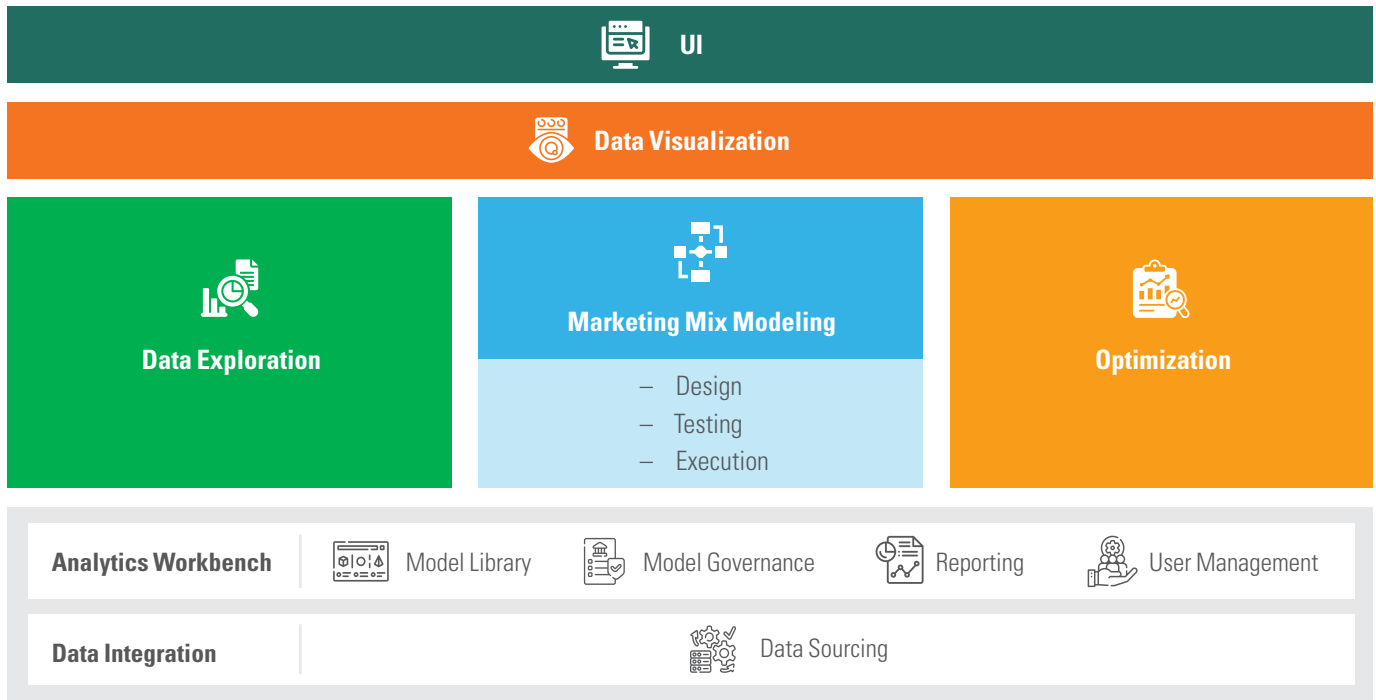 UI
Data Visualization
Data Exploration
Marketing Mix Modeling
– Design
– Testing
– Execution
Optimization
Analytics Workbench
Model Library
Model Governance
Reporting
User Management
Data Integration
Data Sourcing